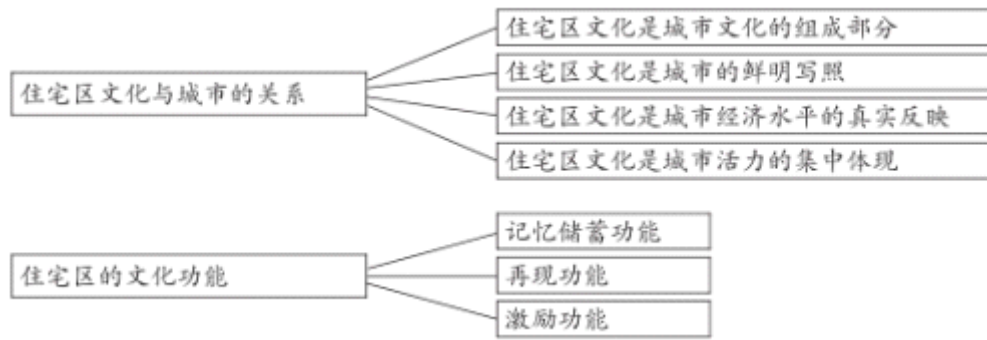 住宅区文化与城市的关系
住宅区文化是城市文化的组成部分
住宅区文化是城市的鲜明写照
住宅区文化是城市经济水平的真实反映
住宅区文化是城市活力的集中体现
住宅区的文化功能
记忆储蓄功能
再现功能
激励功能